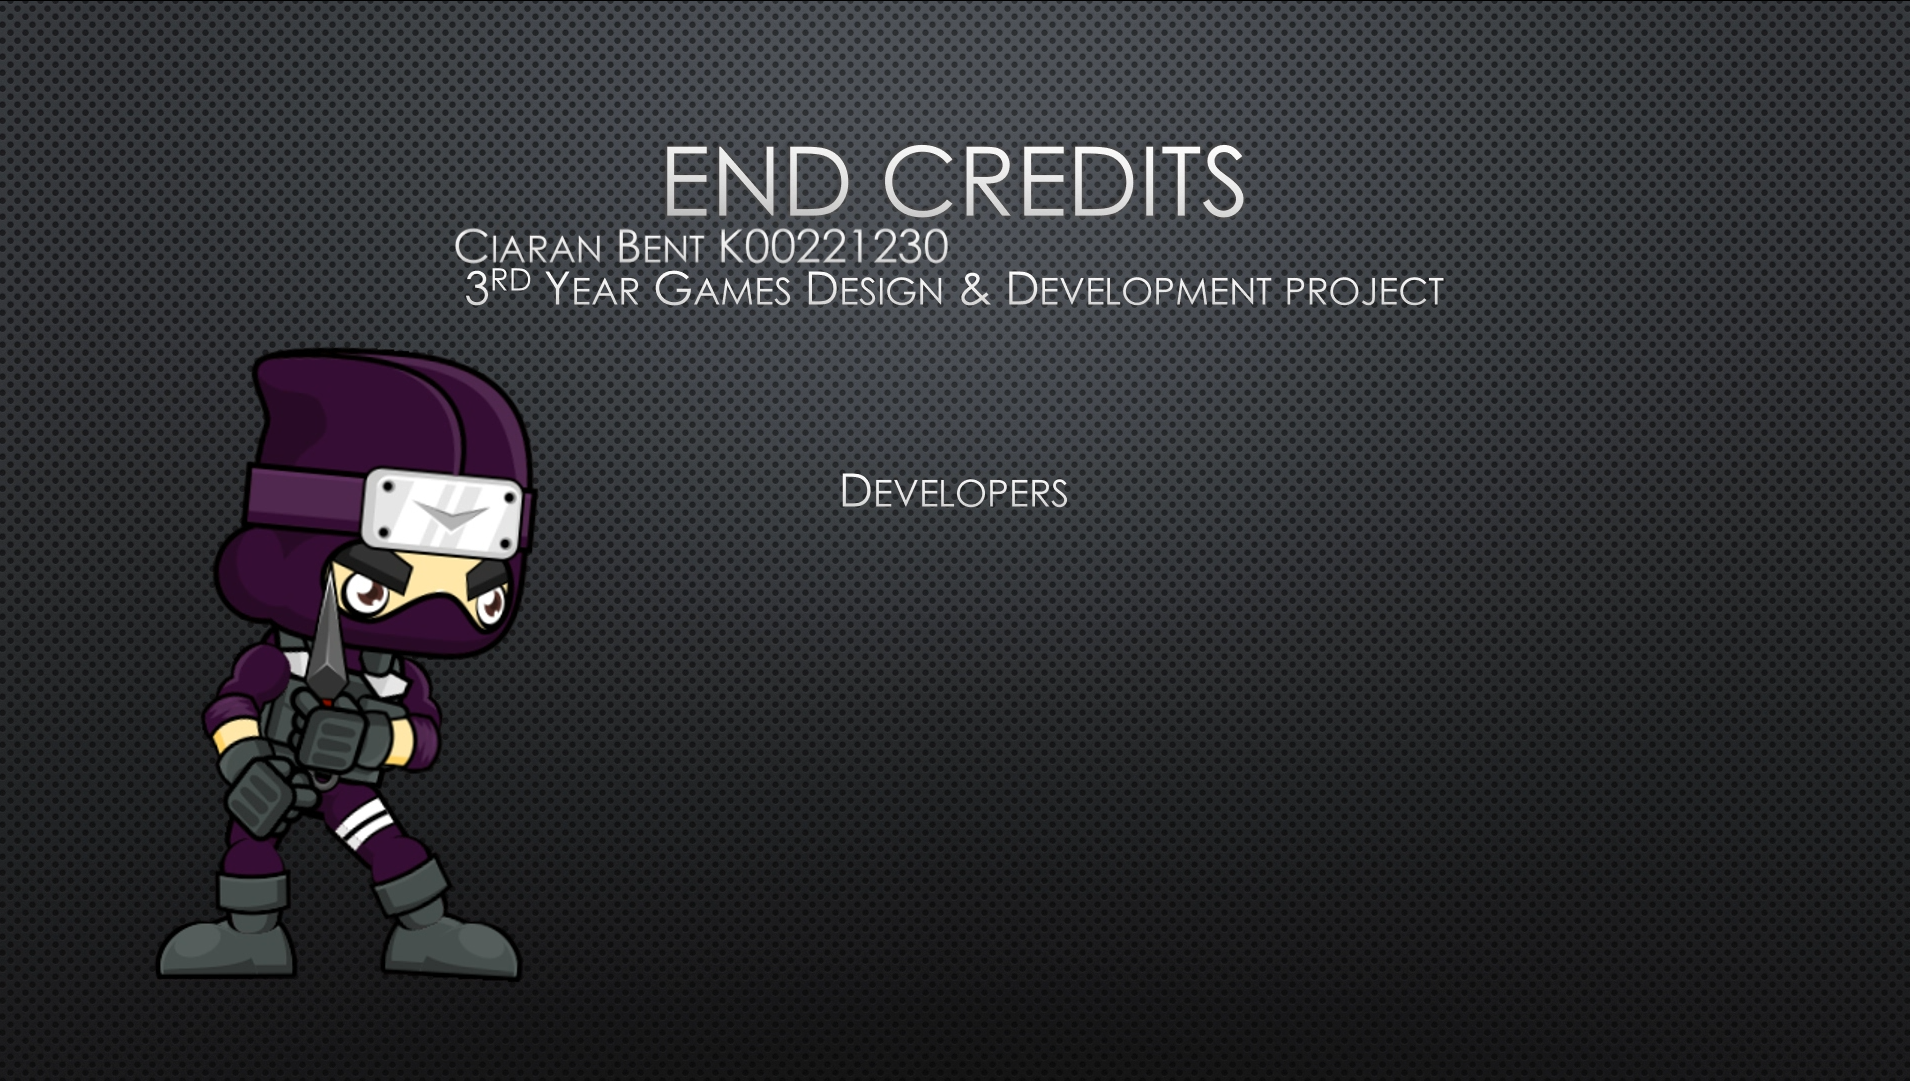 END CREDITS
CIARAN BENT K00221230
3RD YEAR GAMES DESIGN & DEVELOPMENT PROJECT
DEVELOPERS